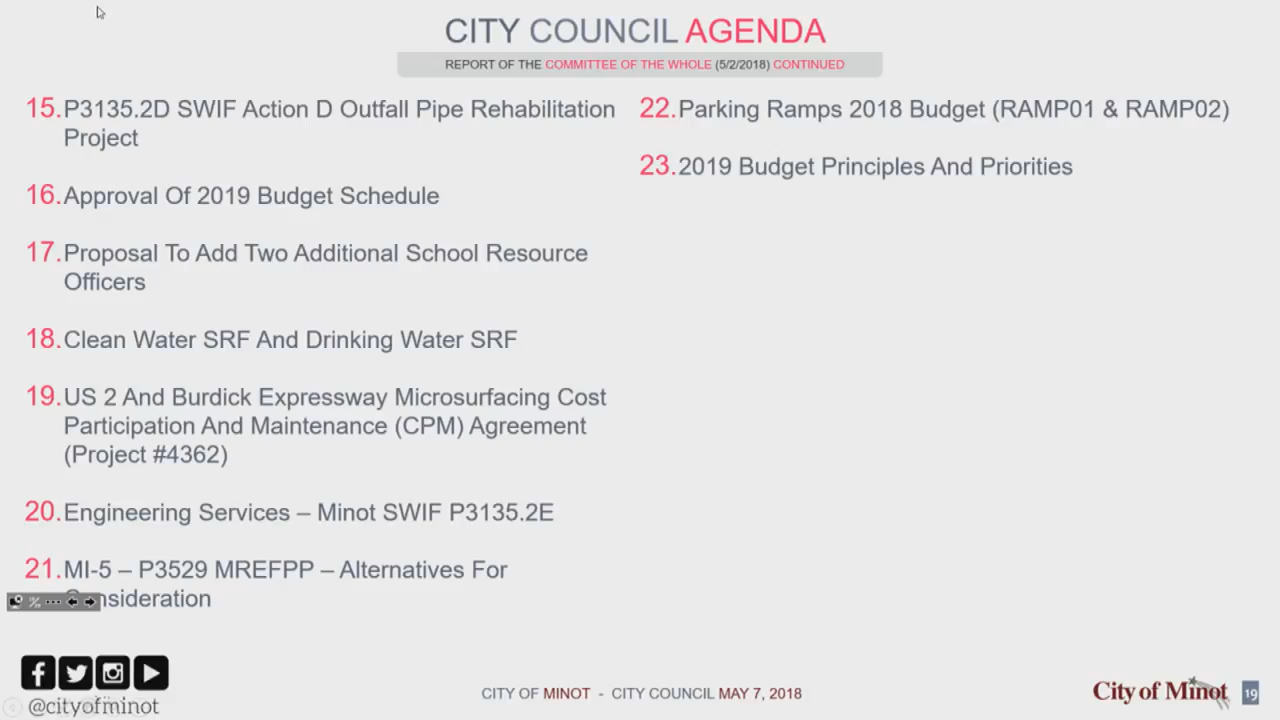 CITY COUNCIL AGENDA
REPORT OF THE COMMITTEE OF THE WHOLE (5/2/2018) CONTINUED
15. P3135.2D SWIF Action D Outfall Pipe Rehabilitation
Project
16. Approval Of 2019 Budget Schedule
17. Proposal To Add Two Additional School Resource
Officers
18. Clean Water SRF And Drinking Water SRF
19. US 2 And Burdick Expressway Microsurfacing Cost
Participation And Maintenance (CPM) Agreement
(Project #4362)
20. Engineering Services – Minot SWIF P3135.2E
21. MI-5 – P3529 MREFPP – Alternatives For
Consideration
22. Parking Ramps 2018 Budget (RAMP01 & RAMP02)
23. 2019 Budget Principles And Priorities
@cityofminot
CITY OF MINOT - CITY COUNCIL MAY 7, 2018
City of Minot
19